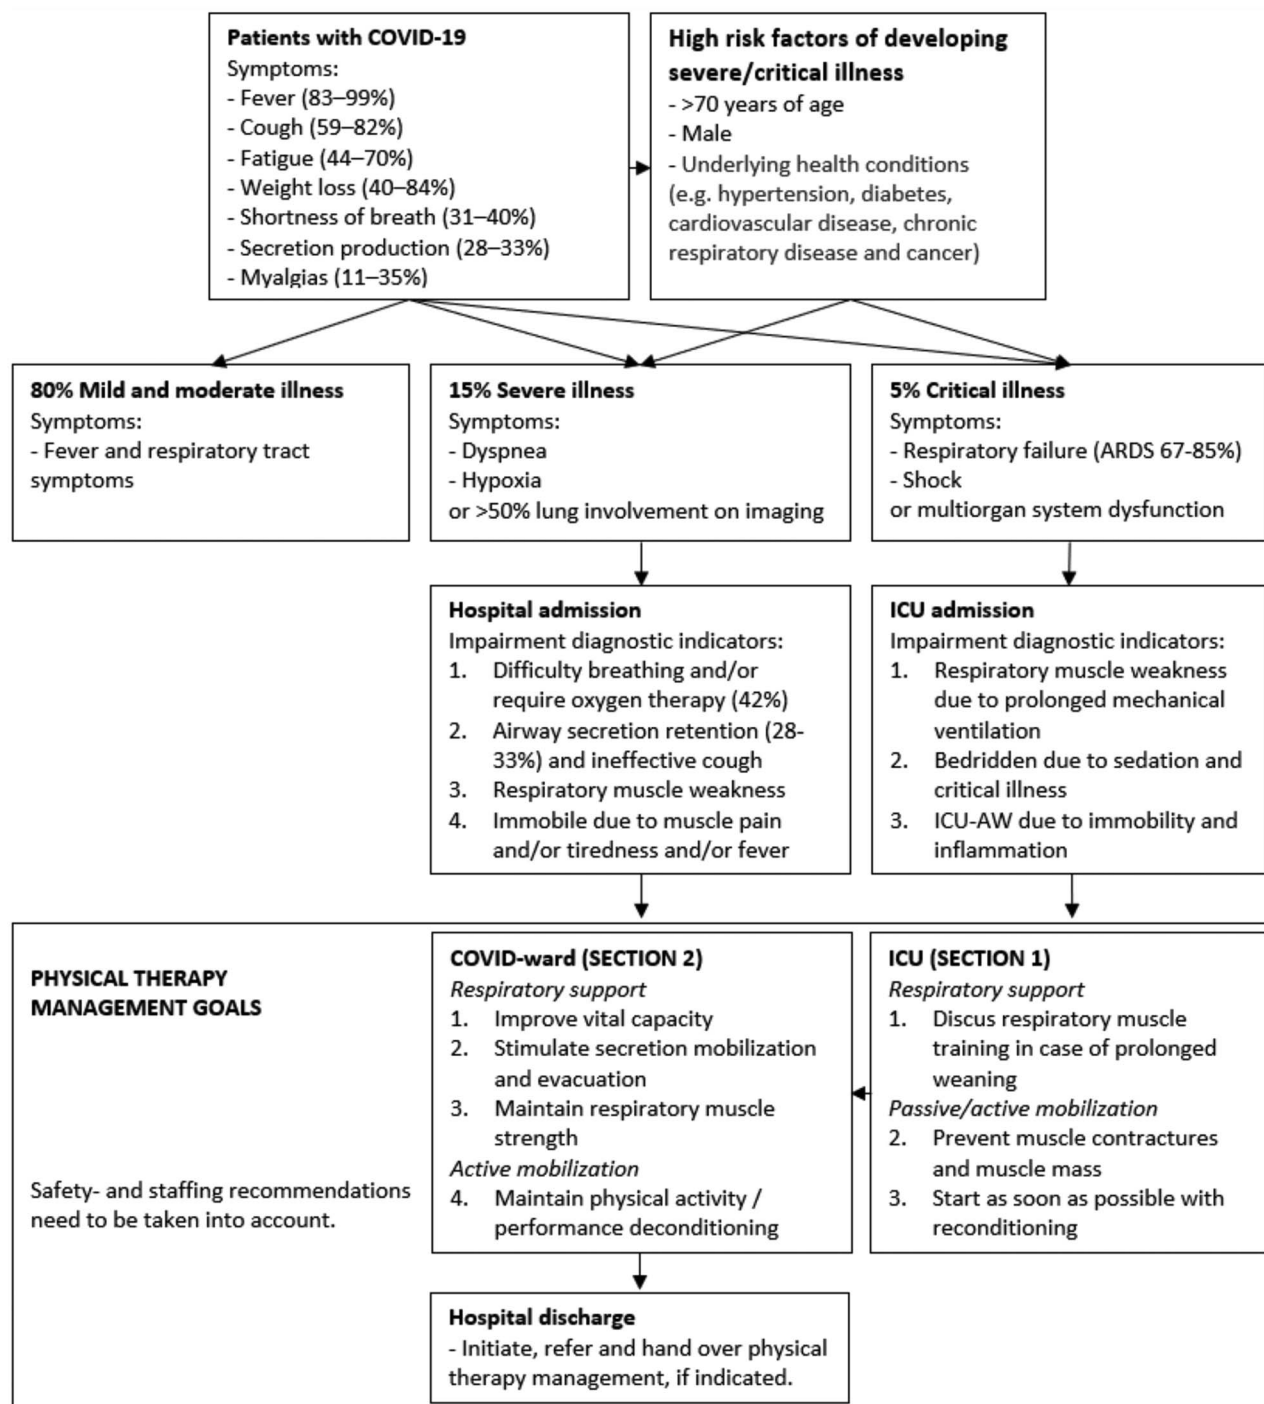 Patients with COVID-19
Symptoms:
- Fever (83–99%)
- Cough (59–82%)
- Fatigue (44–70%)
- Weight loss (40–84%)
- Shortness of breath (31–40%)
- Secretion production (28–33%)
- Myalgias (11–35%)
High risk factors of developing
severe/critical illness
- >70 years of age
- Male
- Underlying health conditions
(e.g. hypertension, diabetes,
cardiovascular disease, chronic
respiratory disease and cancer)
80% Mild and moderate illness
Symptoms:
- Fever and respiratory tract
symptoms
15% Severe illness
Symptoms:
- Dyspnea
- Hypoxia
or >50% lung involvement on imaging
5% Critical illness
Symptoms:
- Respiratory failure (ARDS 67-85%)
- Shock
or multiorgan system dysfunction
Hospital admission
Impairment diagnostic indicators:
1. Difficulty breathing and/or
require oxygen therapy (42%)
2. Airway secretion retention (28-
33%) and ineffective cough
3. Respiratory muscle weakness
4. Immobile due to muscle pain
and/or tiredness and/or fever
ICU admission
Impairment diagnostic indicators:
1. Respiratory muscle weakness
due to prolonged mechanical
ventilation
2. Bedridden due to sedation and
critical illness
3. ICU-AW due to immobility and
inflammation
PHYSICAL THERAPY
MANAGEMENT GOALS
Safety- and staffing recommendations
need to be taken into account.
COVID-ward (SECTION 2)
Respiratory support
1. Improve vital capacity
2. Stimulate secretion mobilization
and evacuation
3. Maintain respiratory muscle
strength
Active mobilization
4. Maintain physical activity /
performance deconditioning
ICU (SECTION 1)
Respiratory support
1. Discus respiratory muscle
training in case of prolonged
weaning
Passive/active mobilization
2. Prevent muscle contractures
and muscle mass
3. Start as soon as possible with
reconditioning
Hospital discharge
- Initiate, refer and hand over physical
therapy management, if indicated.